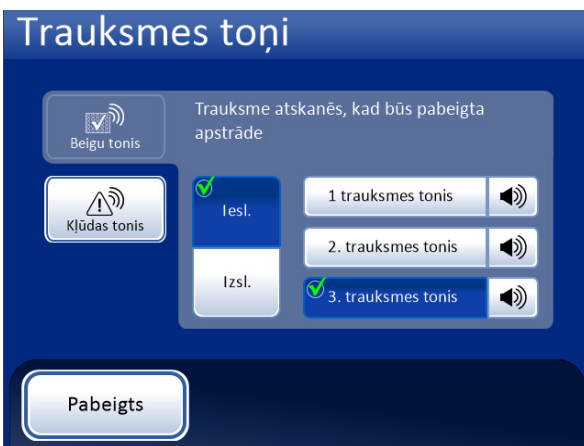 Trauksmes toņi
Beigu tonis
Kļūdas tonis
Trauksme atskanēs, kad būs pabeigta
apstrāde
Iesl.
Izsl.
1 trauksmes tonis
2. trauksmes tonis
3. trauksmes tonis
Pabeigts